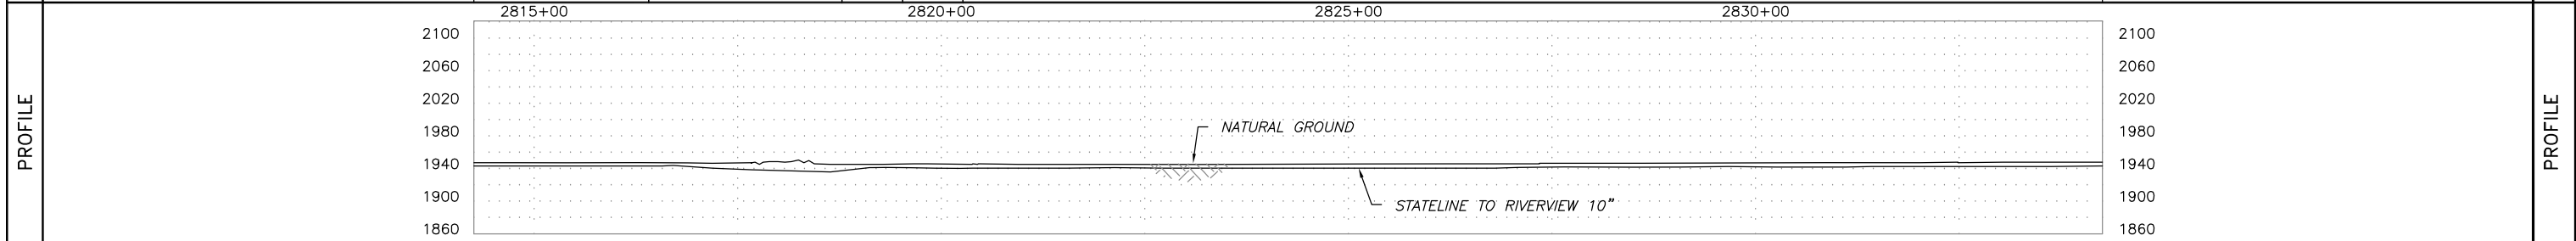 2815+00 2820+00 2825+00 2830+00
2100 2100
2060 2060
2020 2020
1980 1980
1940 1940
1900 1900
1860 1860
PROFILE
NATURAL GROUND
STATELINE TO RIVERVIEW 10"
PROFILE